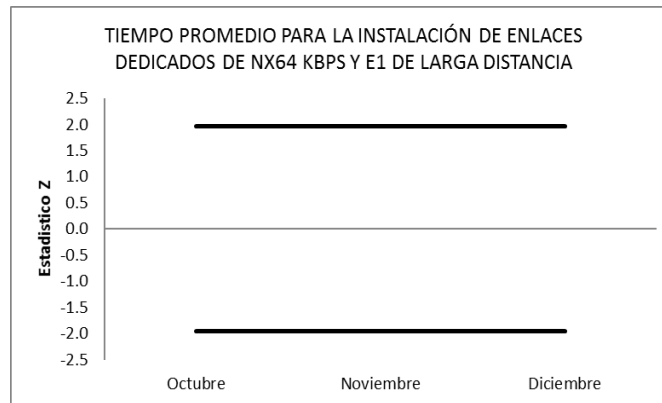 TIEMPO PROMEDIO PARA LA INSTALACIÓN DE ENLACES
DEDICADOS DE NX64 KBPS Y E1 DE LARGA DISTANCIA
2.5
2.0
1.5
1.0
0.5
0.0
-0.5
-1.0
-1.5
-2.0
-2.5
Estadistico Z
Octubre Noviembre Diciembre